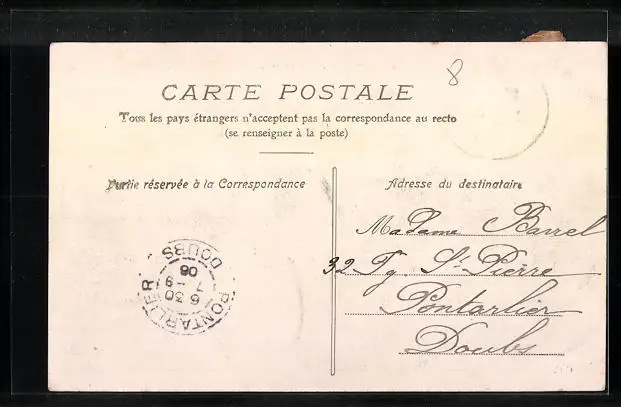 8
CARTE POSTALE
Tous les pays étrangers n'acceptent pas la correspondance au recto
(se renseigner à la poste)
Partie réservée à la Correspondance
Adresse du destinataire
Madame Barrel
32 Fg St Pierre
Pontarlier
Doubs
PONTARLIER
DOUBS
6 30
7 - 9
06